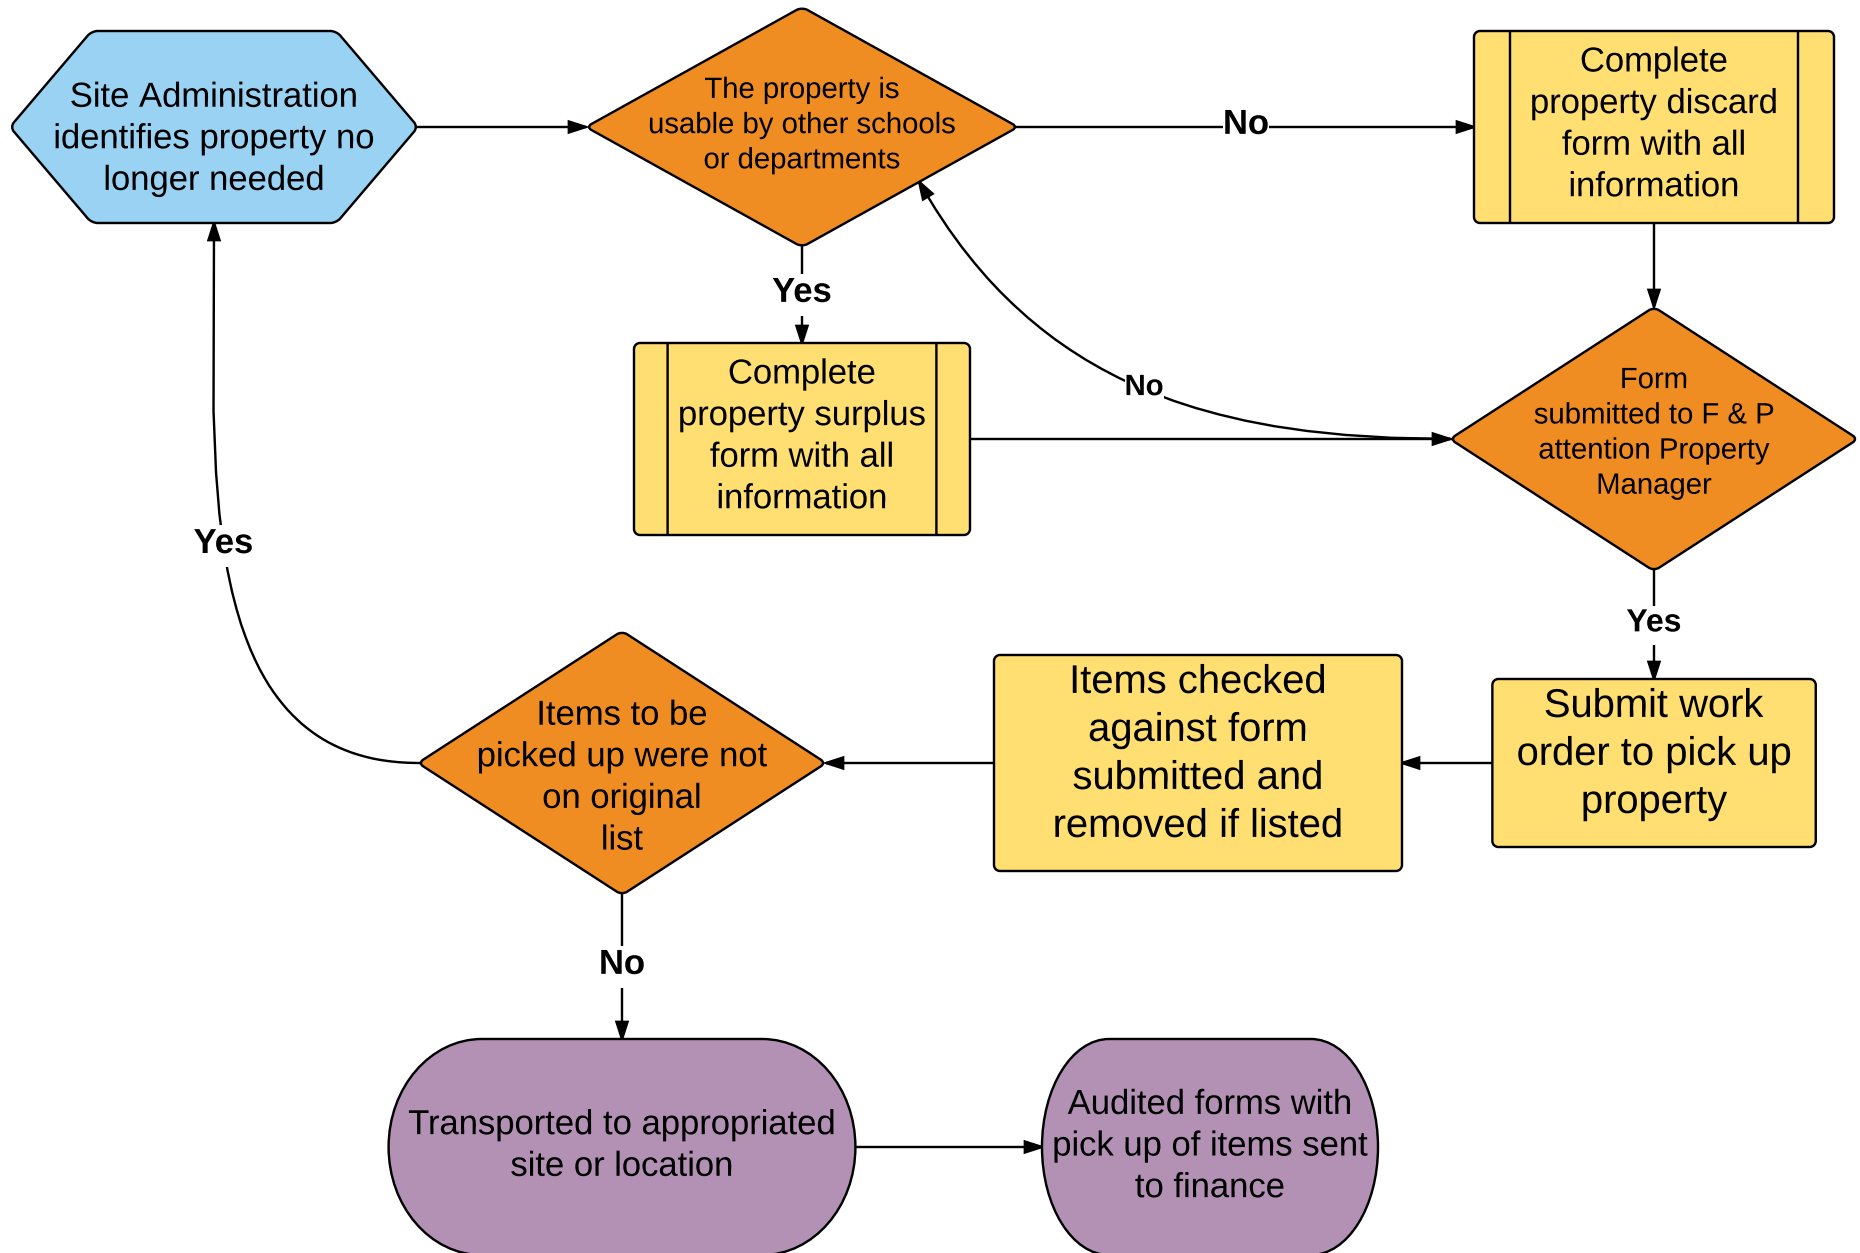 Site Administration
identifies property no
longer needed
The property is
usable by other schools
or departments
No
Complete
property discard
form with all
information
Yes
Complete
property surplus
form with all
information
No
Form
submitted to F & P
attention Property
Manager
Yes
Yes
Submit work
order to pick up
property
Items checked
against form
submitted and
removed if listed
Items to be
picked up were not
on original
list
No
Transported to appropriated
site or location
Audited forms with
pick up of items sent
to finance